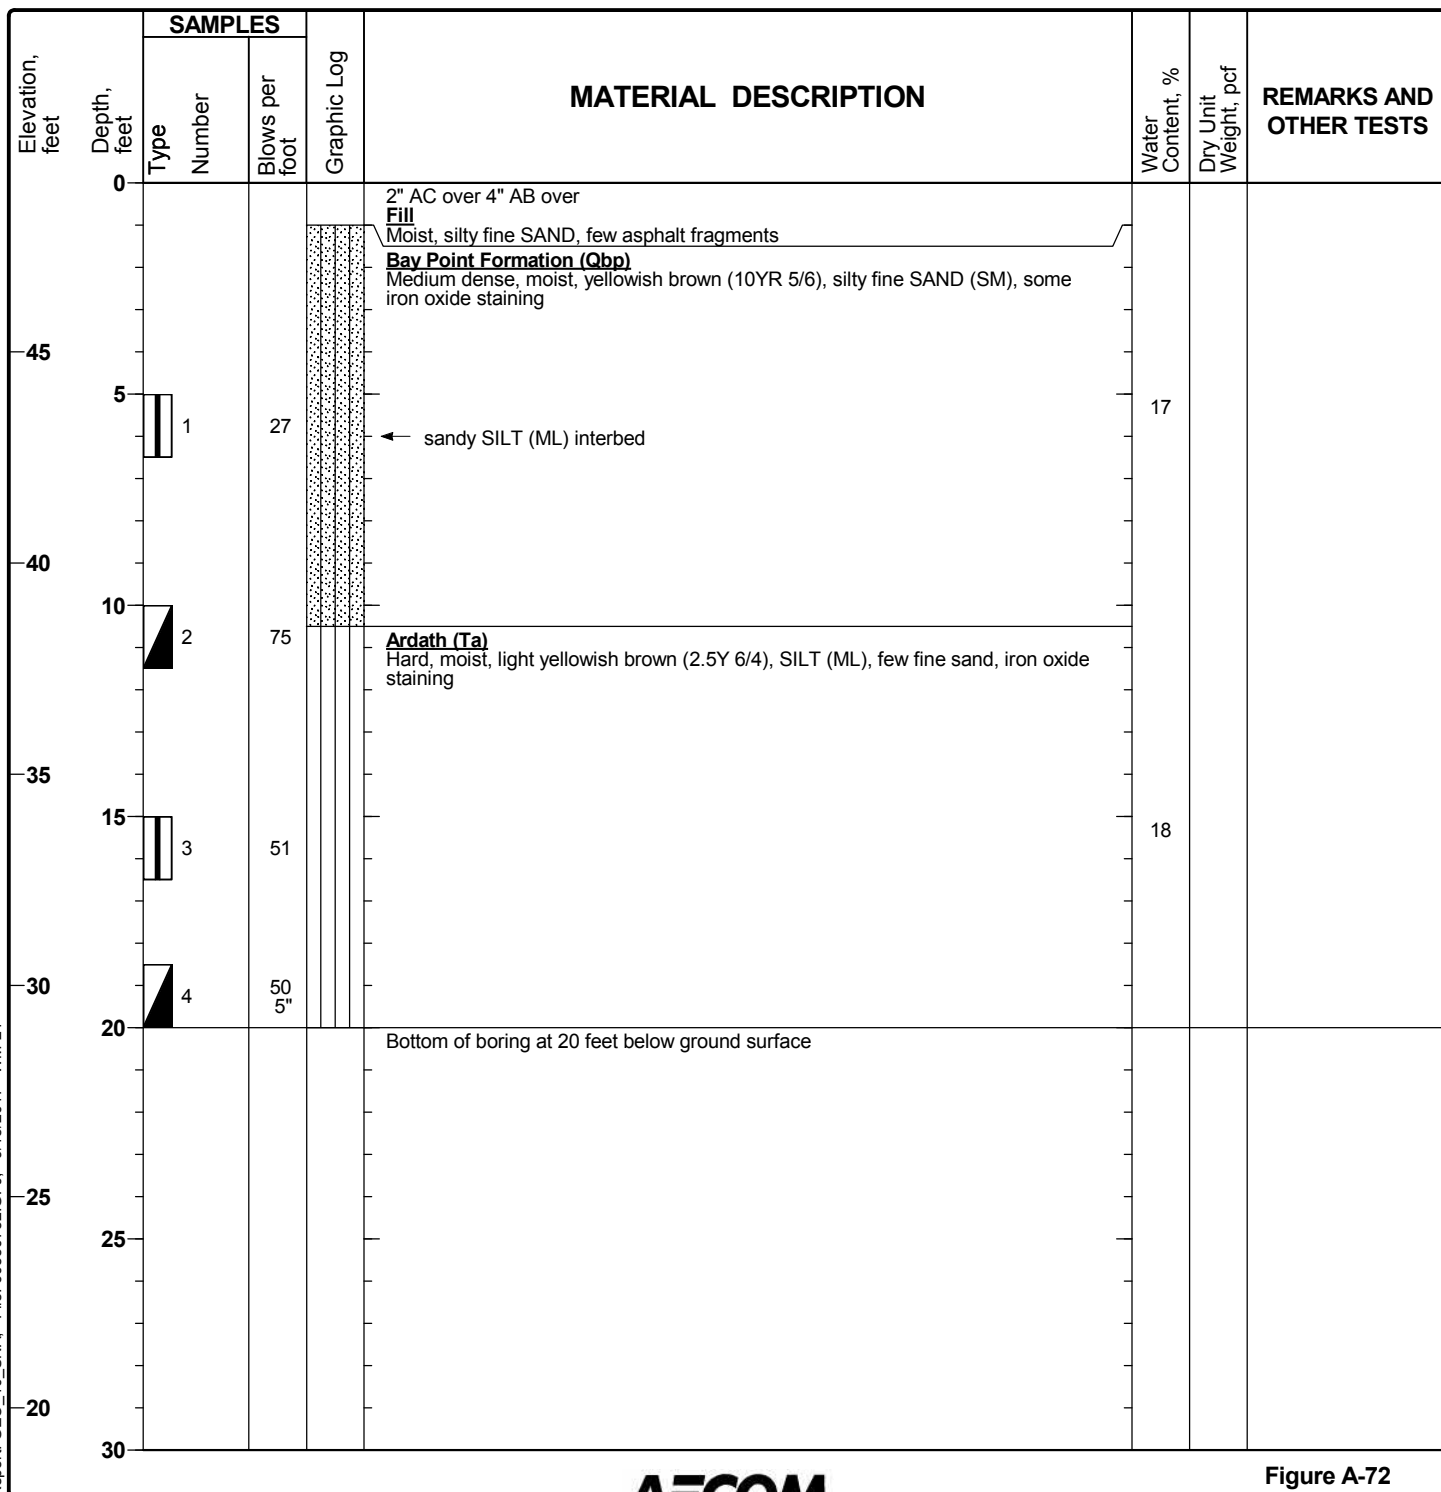 SAMPLES
Elevation,
feet
Depth,
feet
Type
Number
Blows per
foot
Graphic Log
MATERIAL DESCRIPTION
Water
Content, %
Dry Unit
Weight, pcf
REMARKS AND
OTHER TESTS
0
2" AC over 4" AB over
Fill
Moist, silty fine SAND, few asphalt fragments
Bay Point Formation (Qbp)
Medium dense, moist, yellowish brown (10YR 5/6), silty fine SAND (SM), some
iron oxide staining
45
5
17
1
27
sandy SILT (ML) interbed
40
10
2
75
Ardath (Ta)
Hard, moist, light yellowish brown (2.5Y 6/4), SILT (ML), few fine sand, iron oxide
staining
35
15
18
3
51
30
4
50
5"
20
Bottom of boring at 20 feet below ground surface
25
25
20
30
AECOM
Figure A-72